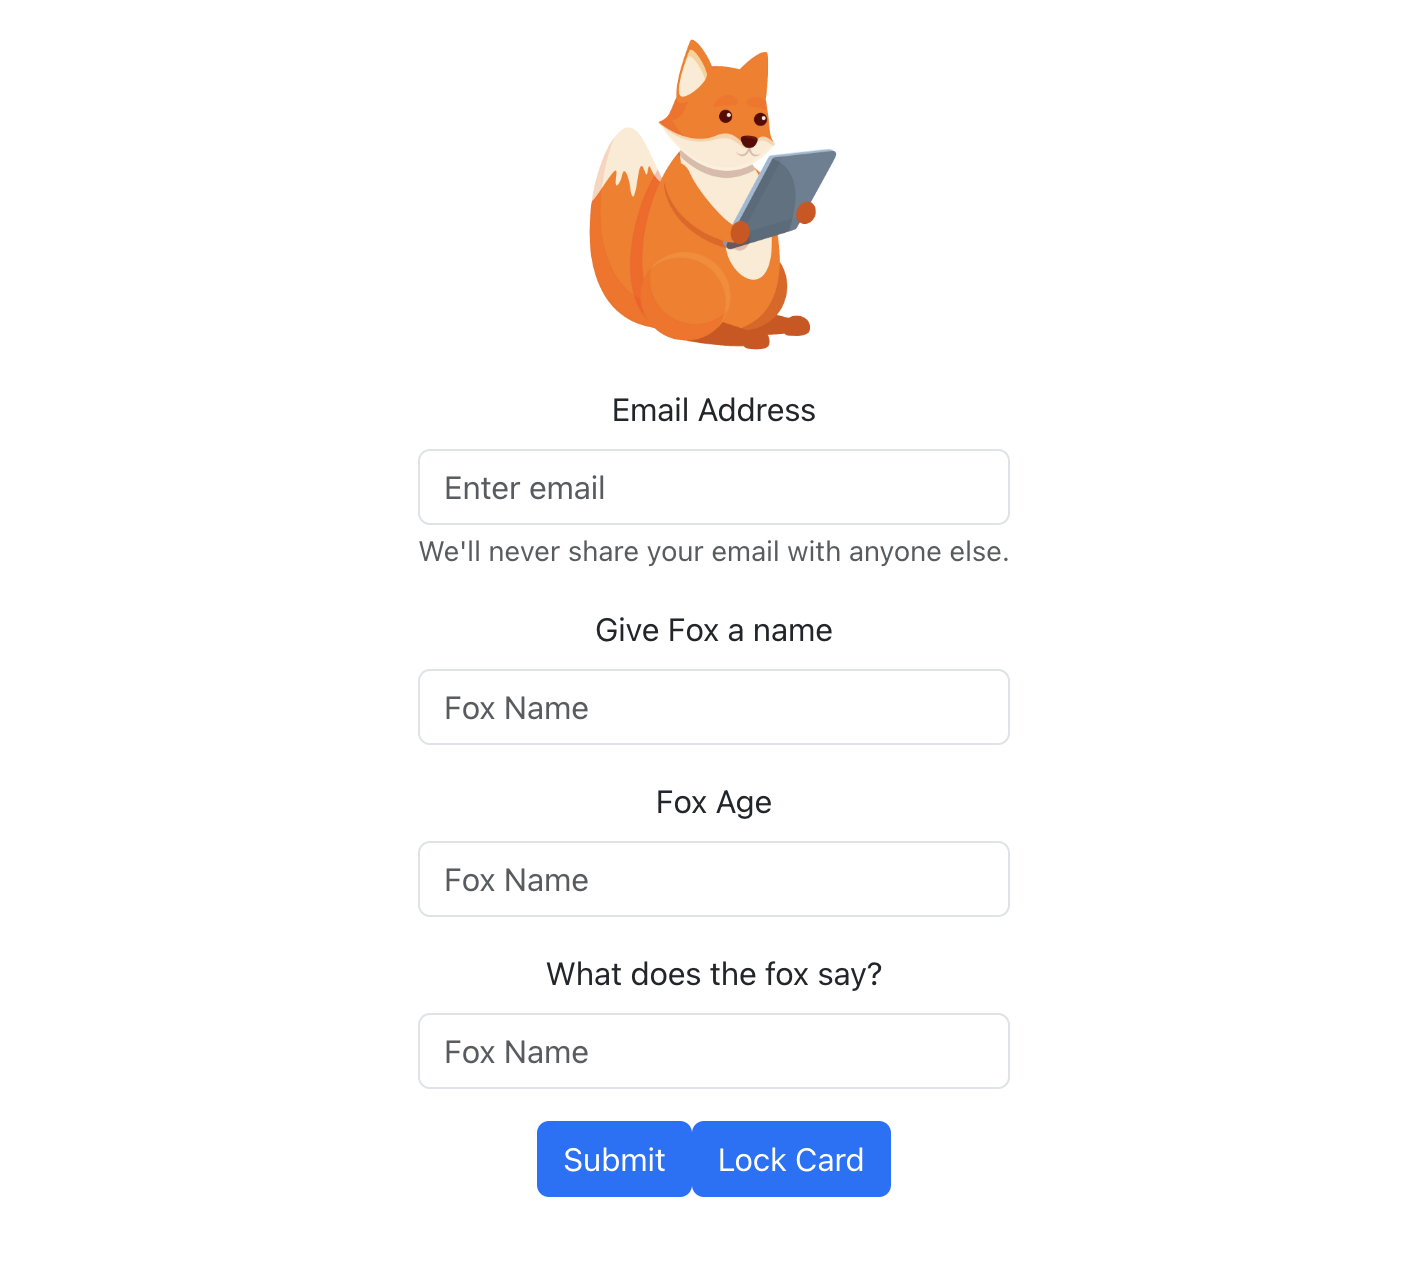 Email Address
Enter email
We'll never share your email with anyone else.
Give Fox a name
Fox Name
Fox Age
Fox Name
What does the fox say?
Fox Name
Submit Lock Card